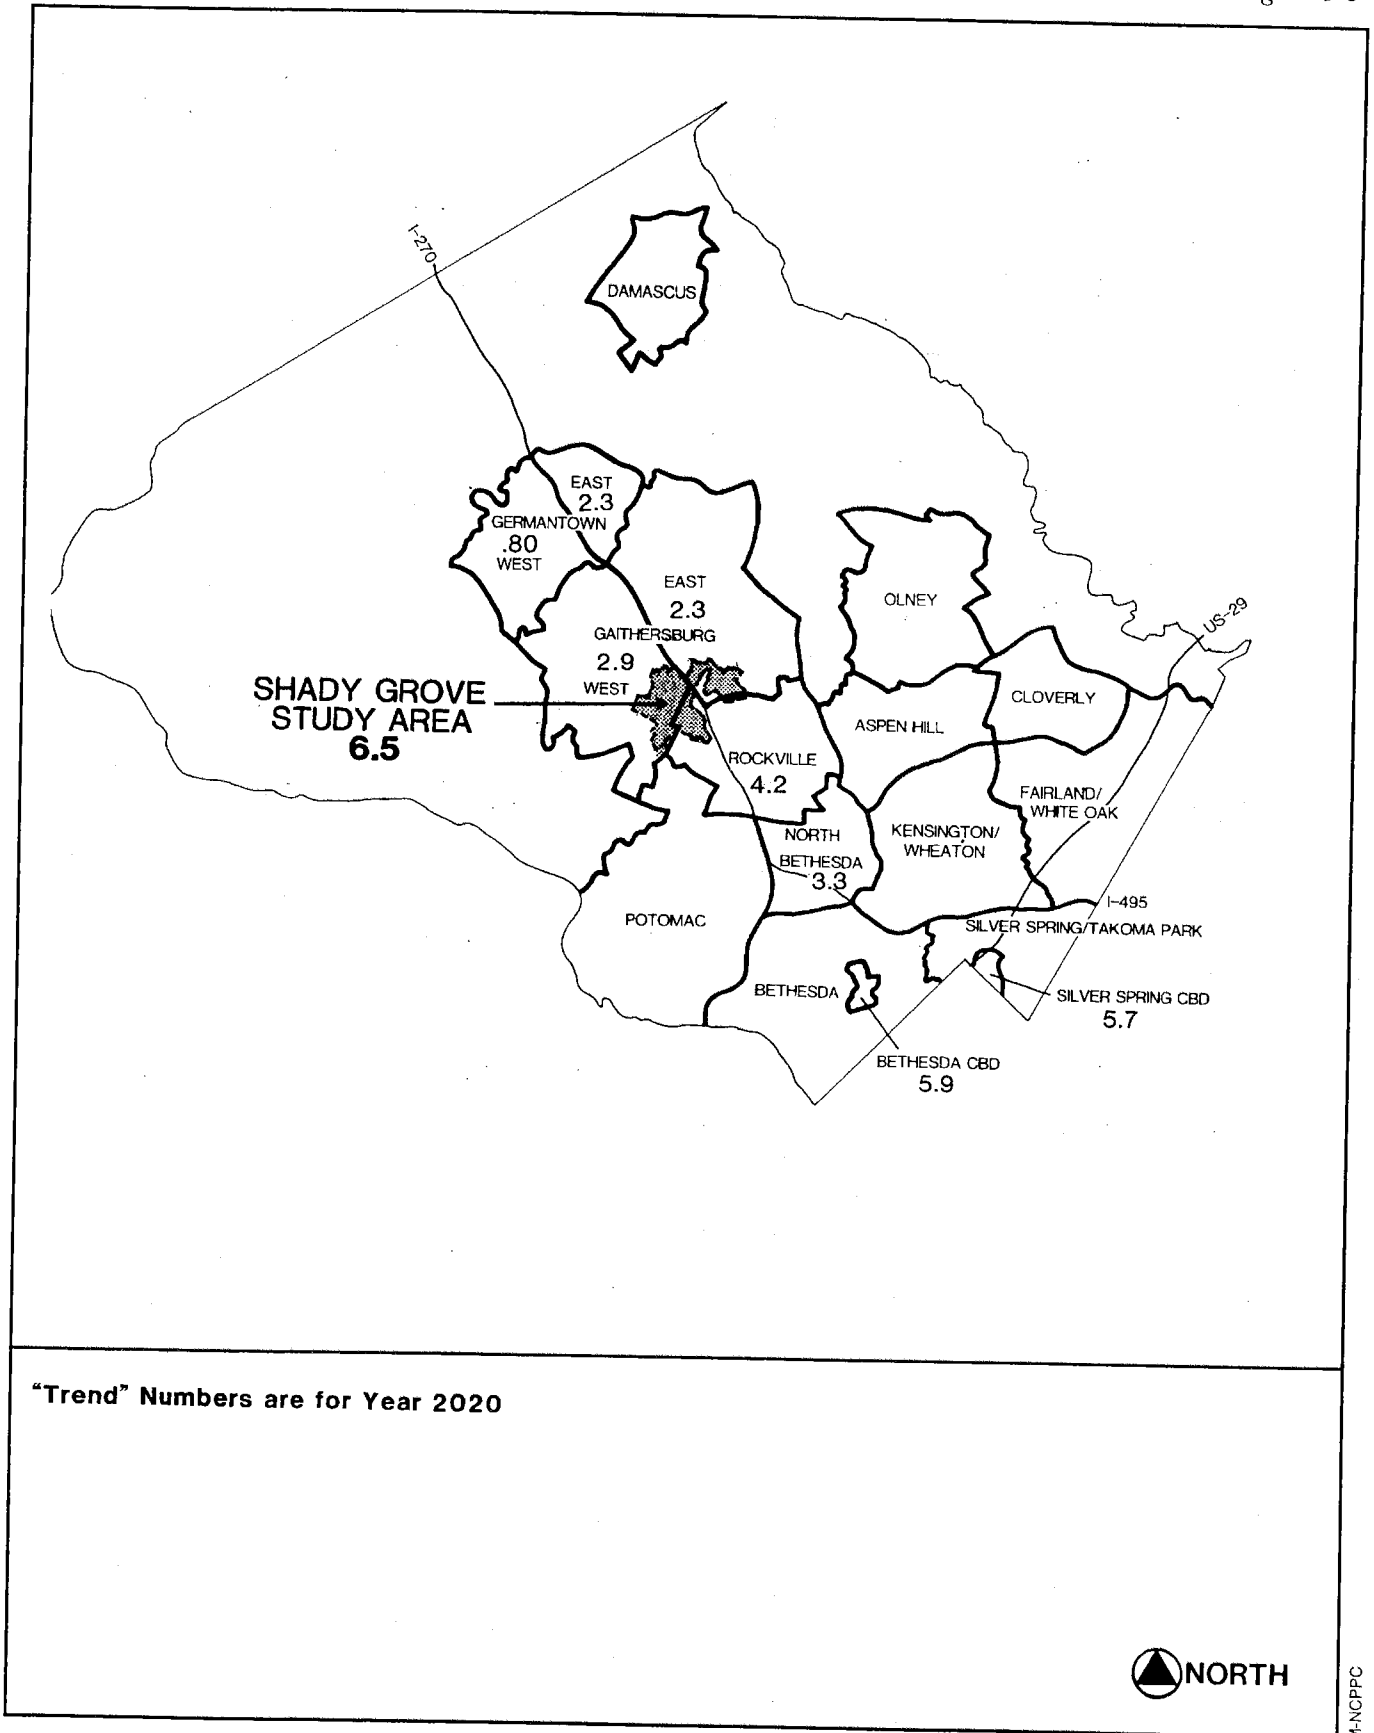 I-270
DAMASCUS
EAST
2.3
GERMANTOWN
.80
WEST
EAST
2.3
GAITHERSBURG
2.9
WEST
SHADY GROVE
STUDY AREA
6.5
OLNEY
US-29
CLOVERLY
ASPEN HILL
ROCKVILLE
4.2
FAIRLAND/
WHITE OAK
NORTH
BETHESDA
3.3
KENSINGTON/
WHEATON
I-495
POTOMAC
SILVER SPRING/TAKOMA PARK
BETHESDA
SILVER SPRING CBD
5.7
BETHESDA CBD
5.9
“Trend” Numbers are for Year 2020
NORTH